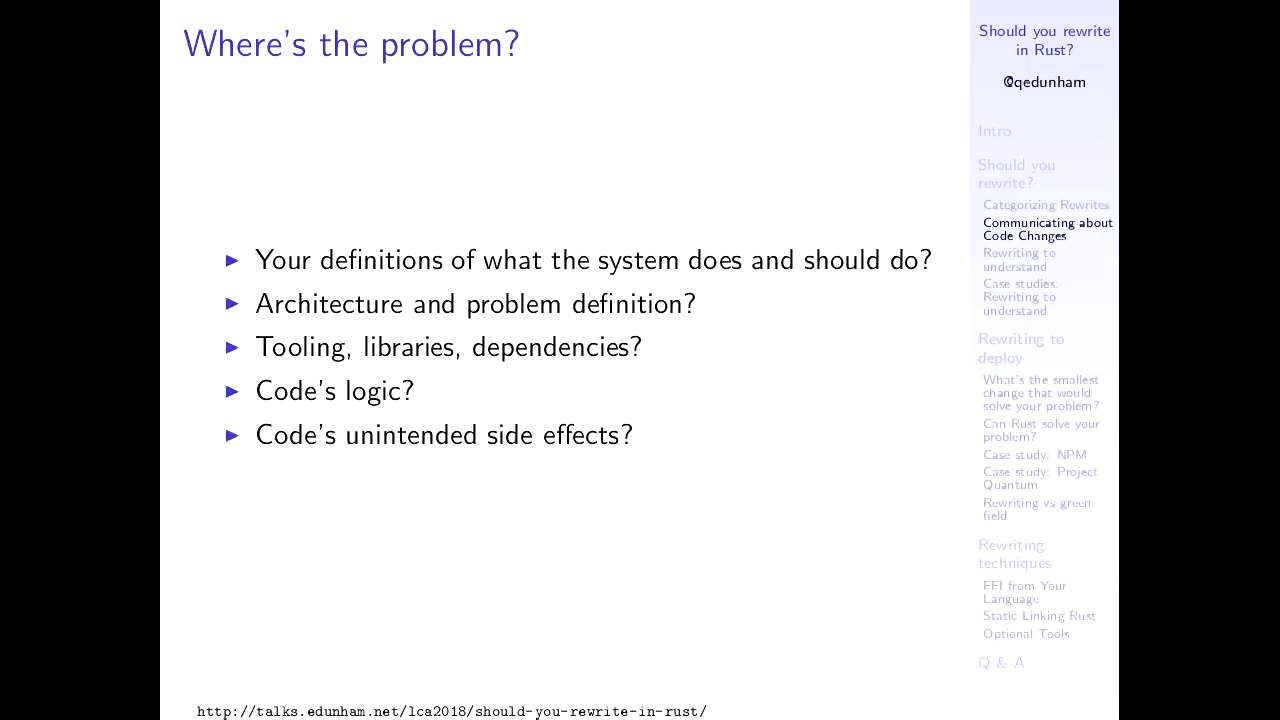 Where's the problem?
Your definitions of what the system does and should do?
Architecture and problem definition?
Tooling, libraries, dependencies?
Code's logic?
Code's unintended side effects?
http://talks.edunham.net/lca2018/should-you-rewrite-in-rust/
Should you rewrite
in Rust?
@qedunham
Intro
Should you
rewrite?
Categorizing Rewrites
Communicating about
Code Changes
Rewriting to
understand
Case studies:
Rewriting to
understand
Rewriting to
deploy
What's the smallest
change that would
solve your problem?
Can Rust solve your
problem?
Case study: NPM
Case study: Project
Quantum
Rewriting vs green
field
Rewriting
techniques
FFI from Your
Language
Static Linking Rust
Optional Tools
Q & A